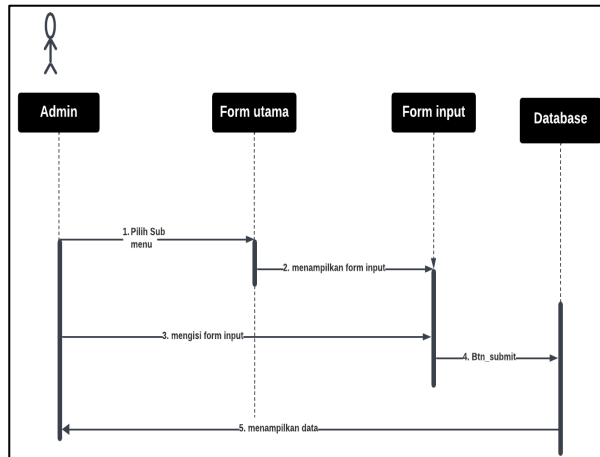 Admin
Form utama
Form input
Database
1. Pilih Sub
menu
2. menampilkan form input
3. mengisi form input
4. Btn_submit
5. menampilkan data